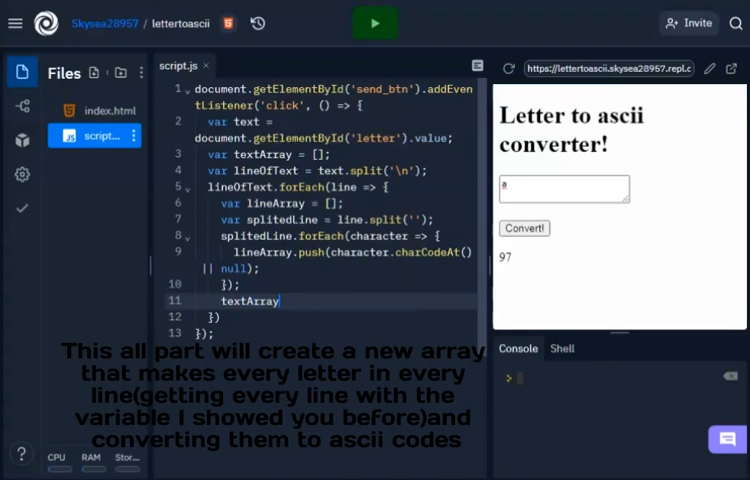 Skysea28957 / lettertoascii
Invite
Files
index.html
script...
CPU RAM Stor...
script.js
1 document.getElementById('send_btn').addEven
tListener('click', () => {
2 var text =
document.getElementById('letter').value;
3 var textArray = [];
4 var lineOfText = text.split('\n');
5 lineOfText.forEach(line => {
6 var lineArray = [];
7 var splitedLine = line.split('');
8 splitedLine.forEach(character => {
9 lineArray.push(character.charCodeAt()
|| null);
10 });
11 textArray
12 })
13 });
https://lettertoascii.skysea28957.repl.c
Letter to ascii
converter!
a
Convert!
97
Console Shell
This all part will create a new array
that makes every letter in every
line(getting every line with the
variable I showed you before)and
converting them to ascii codes